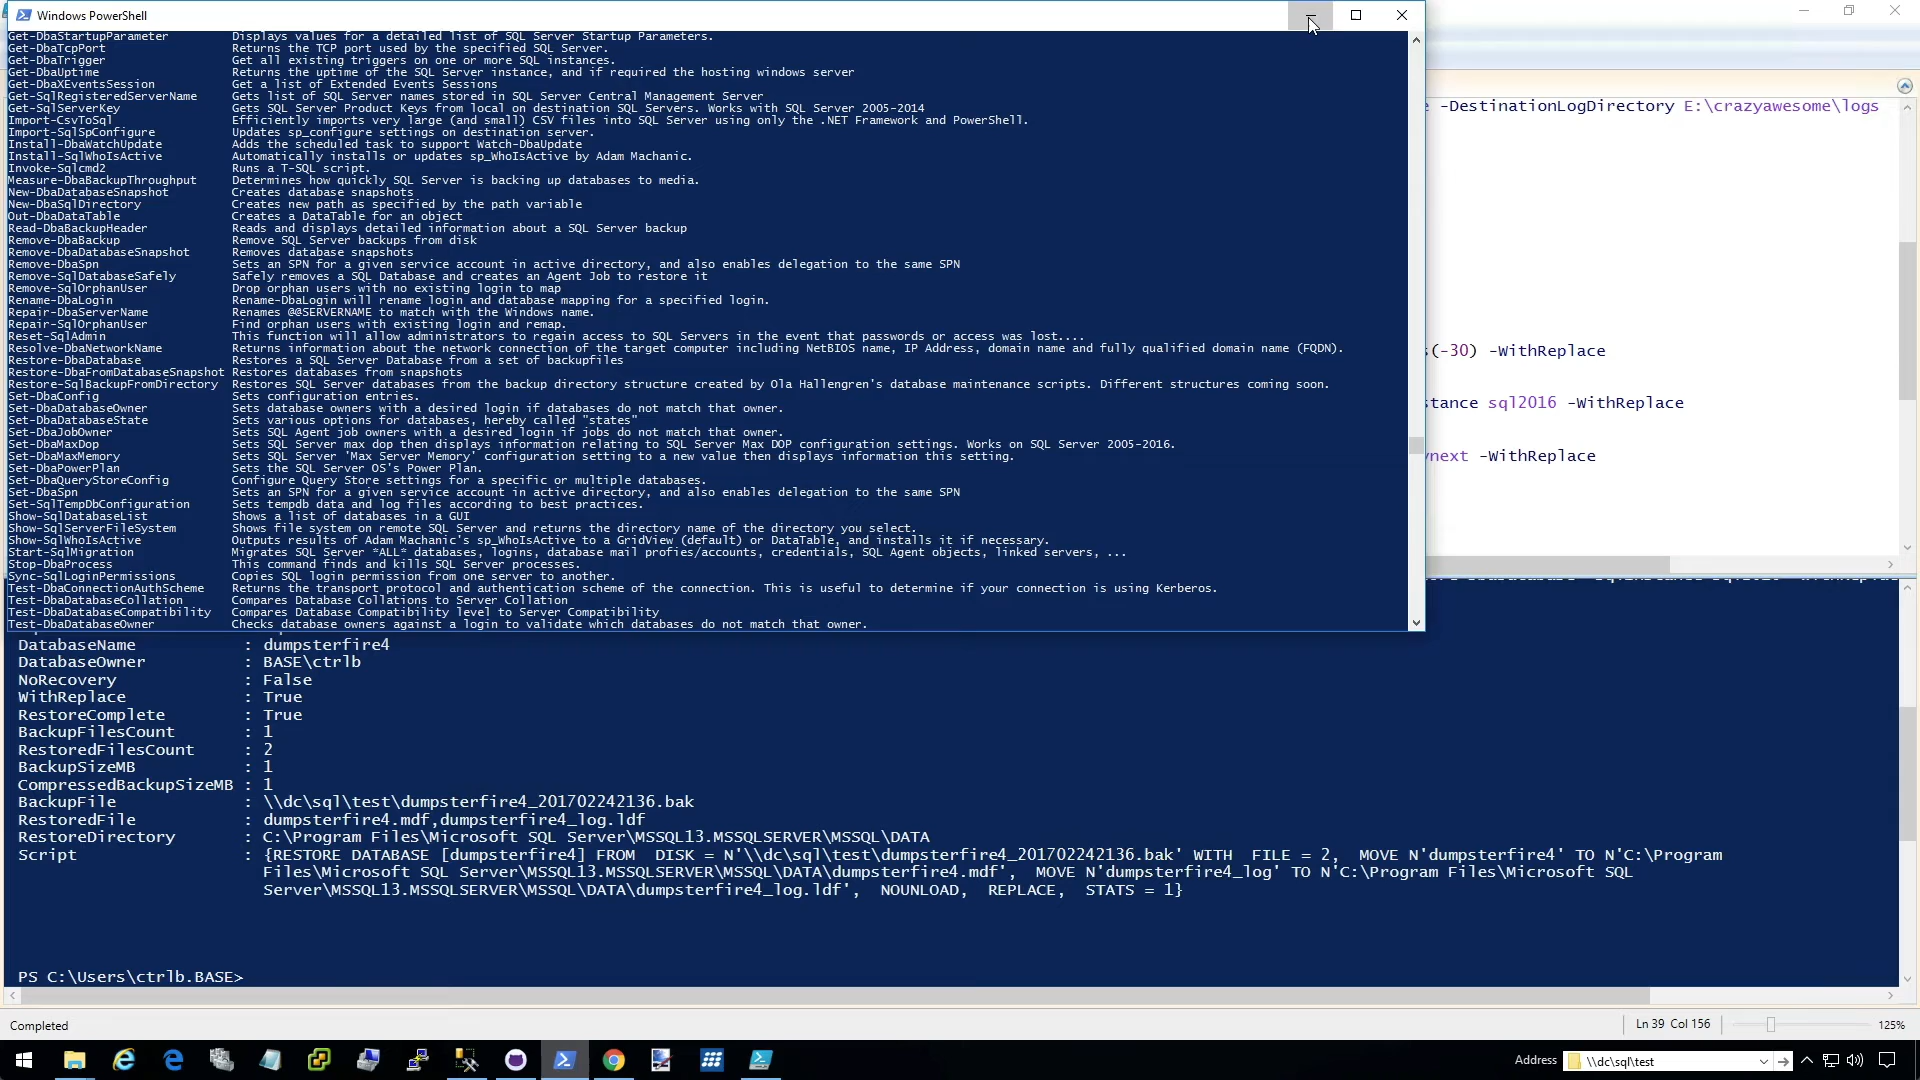 Windows PowerShell
Get-DbaStartupParameter Displays values for a detailed list of SQL Server Startup Parameters.
Get-DbaTcpPort Returns the TCP port used by the specified SQL Server.
Get-DbaTrigger Get all existing triggers on one or more SQL instances.
Get-DbaUptime Returns the uptime of the SQL Server instance, and if required the hosting windows server
Get-DbaXEventsSession Get a list of Extended Events Sessions
Get-SqlRegisteredServerName Gets list of SQL Server names stored in SQL Server Central Management Server
Get-SqlServerKey Gets SQL Server Product Keys from local on destination SQL Servers. Works with SQL Server 2005-2014
Import-CsvToSql Efficiently imports very large (and small) CSV files into SQL Server using only the .NET Framework and PowerShell.
Import-SqlSpConfigure Updates sp_configure settings on destination server.
Install-DbaWatchUpdate Adds the scheduled task to support Watch-DbaUpdate
Install-SqlWhoIsActive Automatically installs or updates sp_WhoIsActive by Adam Machanic.
Invoke-Sqlcmd2 Runs a T-SQL script.
Measure-DbaBackupThroughput Determines how quickly SQL Server is backing up databases to media.
New-DbaDatabaseSnapshot Creates database snapshots
New-DbaSqlDirectory Creates new path as specified by the path variable
Out-DbaDataTable Creates a DataTable for an object
Read-DbaBackupHeader Reads and displays detailed information about a SQL Server backup
Remove-DbaBackup Remove SQL Server backups from disk
Remove-DbaDatabaseSnapshot Removes database snapshots
Remove-DbaSpn Sets an SPN for a given service account in active directory, and also enables delegation to the same SPN
Remove-SqlDatabaseSafely Safely removes a SQL Database and creates an Agent Job to restore it
Remove-SqlOrphanUser Drop orphan users with no existing login to map
Rename-DbaLogin Rename-DbaLogin will rename login and database mapping for a specified login.
Repair-DbaServerName Renames @@SERVERNAME to match with the Windows name.
Repair-SqlOrphanUser Find orphan users with existing login and remap.
Reset-SqlAdmin This function will allow administrators to regain access to SQL Servers in the event that passwords or access was lost....
Resolve-DbaNetworkName Returns information about the network connection of the target computer including NetBIOS name, IP Address, domain name and fully qualified domain name (FQDN).
Restore-DbaDatabase Restores a SQL Server Database from a set of backupfiles
Restore-DbaFromDatabaseSnapshot Restores databases from snapshots
Restore-SqlBackupFromDirectory Restores SQL Server databases from the backup directory structure created by Ola Hallengren's database maintenance scripts. Different structures coming soon.
Set-DbaConfig Sets configuration entries.
Set-DbaDatabaseOwner Sets database owners with a desired login if databases do not match that owner.
Set-DbaDatabaseState Sets various options for databases, hereby called "states"
Set-DbaJobOwner Sets SQL Agent job owners with a desired login if jobs do not match that owner.
Set-DbaMaxDop Sets SQL Server max dop then displays information relating to SQL Server Max DOP configuration settings. Works on SQL Server 2005-2016.
Set-DbaMaxMemory Sets SQL Server 'Max Server Memory' configuration setting to a new value then displays information this setting.
Set-DbaPowerPlan Sets the SQL Server OS's Power Plan.
Set-DbaQueryStoreConfig Configure Query Store settings for a specific or multiple databases.
Set-DbaSpn Sets an SPN for a given service account in active directory, and also enables delegation to the same SPN
Set-SqlTempDbConfiguration Sets tempdb data and log files according to best practices.
Show-SqlDatabaseList Shows a list of databases in a GUI
Show-SqlServerFileSystem Shows file system on remote SQL Server and returns the directory name of the directory you select.
Show-SqlWhoIsActive Outputs results of Adam Machanic's sp_WhoIsActive to a GridView (default) or DataTable, and installs it if necessary.
Start-SqlMigration Migrates SQL Server *ALL* databases, logins, database mail profies/accounts, credentials, SQL Agent objects, linked servers, ...
Stop-DbaProcess This command finds and kills SQL Server processes.
Sync-SqlLoginPermissions Copies SQL login permission from one server to another.
Test-DbaConnectionAuthScheme Returns the transport protocol and authentication scheme of the connection. This is useful to determine if your connection is using Kerberos.
Test-DbaDatabaseCollation Compares Database Collations to Server Collation
Test-DbaDatabaseCompatibility Compares Database Compatibility level to Server Compatibility
Test-DbaDatabaseOwner Checks database owners against a login to validate which databases do not match that owner.
-DestinationLogDirectory E:\crazyawesome\logs
(-30) -WithReplace
tance sql2016 -WithReplace
next -WithReplace
DatabaseName : dumpsterfire4
DatabaseOwner : BASE\ctrlb
NoRecovery : False
WithReplace : True
RestoreComplete : True
BackupFilesCount : 1
RestoredFilesCount : 2
BackupSizeMB : 1
CompressedBackupSizeMB : 1
BackupFile : \\dc\sql\test\dumpsterfire4_201702242136.bak
RestoredFile : dumpsterfire4.mdf,dumpsterfire4_log.ldf
RestoreDirectory : C:\Program Files\Microsoft SQL Server\MSSQL13.MSSQLSERVER\MSSQL\DATA
Script : {RESTORE DATABASE [dumpsterfire4] FROM DISK = N'\\dc\sql\test\dumpsterfire4_201702242136.bak' WITH FILE = 2, MOVE N'dumpsterfire4' TO N'C:\Program
Files\Microsoft SQL Server\MSSQL13.MSSQLSERVER\MSSQL\DATA\dumpsterfire4.mdf', MOVE N'dumpsterfire4_log' TO N'C:\Program Files\Microsoft SQL
Server\MSSQL13.MSSQLSERVER\MSSQL\DATA\dumpsterfire4_log.ldf', NOUNLOAD, REPLACE, STATS = 1}
PS C:\Users\ctrlb.BASE>
Completed
Ln 39 Col 156
125%
Address \\dc\sql\test